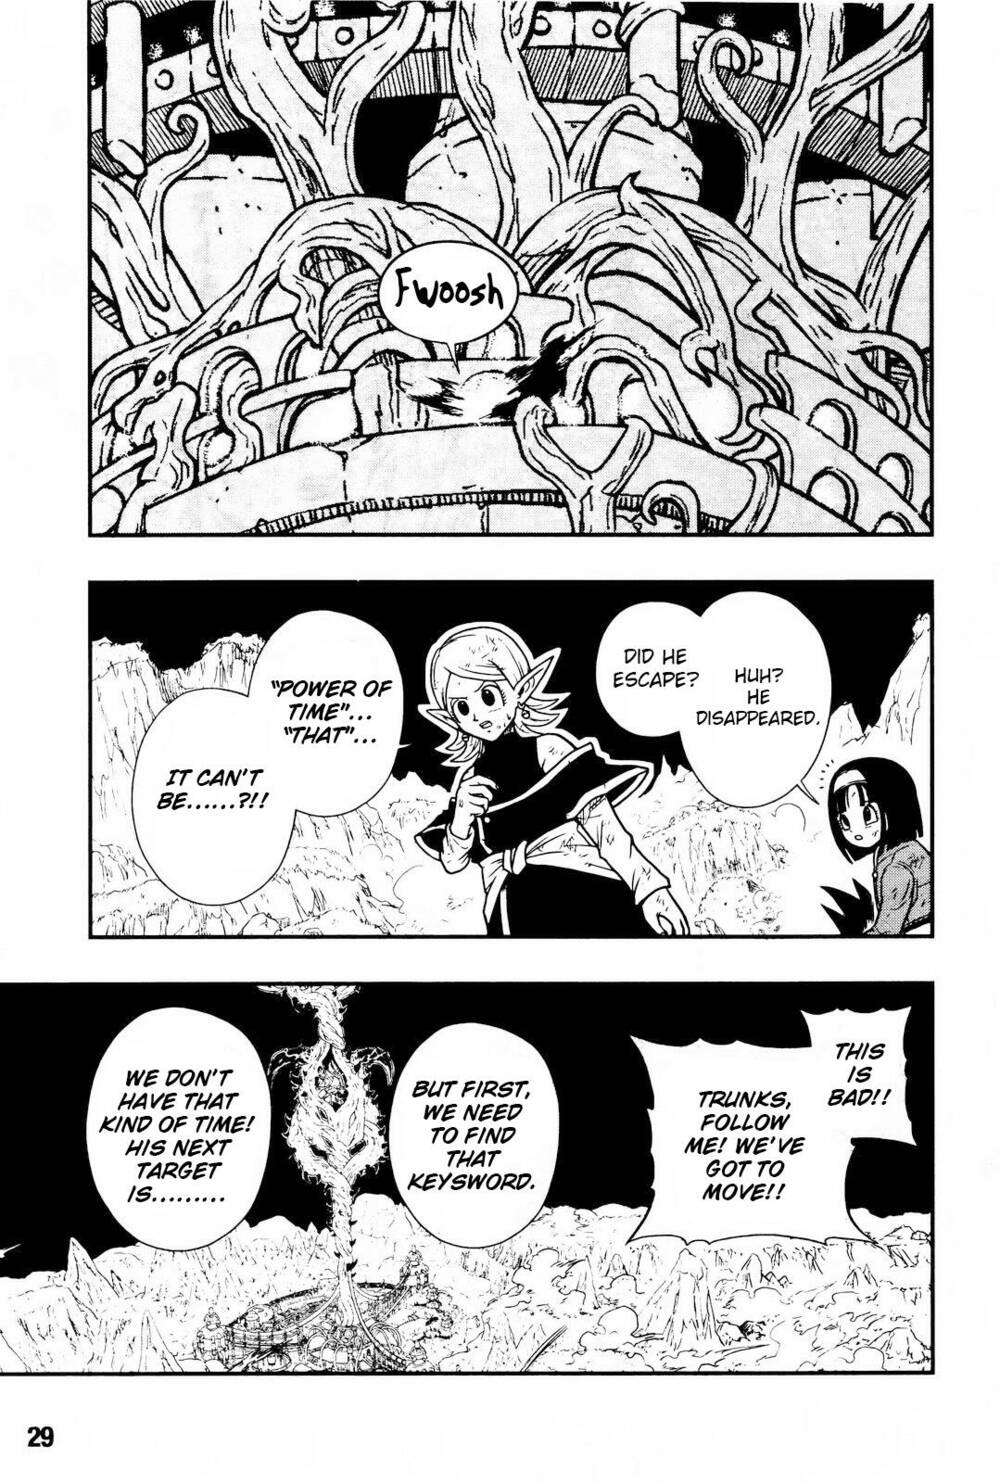 Fwoosh
HUH?
HE
DISAPPEARED.
DID HE
ESCAPE?
"POWER OF
TIME"...
"THAT"...
IT CAN'T
BE......?!!
THIS
IS
BAD!!
TRUNKS,
FOLLOW
ME! WE'VE
GOT TO
MOVE!!
BUT FIRST,
WE NEED
TO FIND
THAT
KEYSWORD.
WE DON'T
HAVE THAT
KIND OF TIME!
HIS NEXT
TARGET
IS.........
29